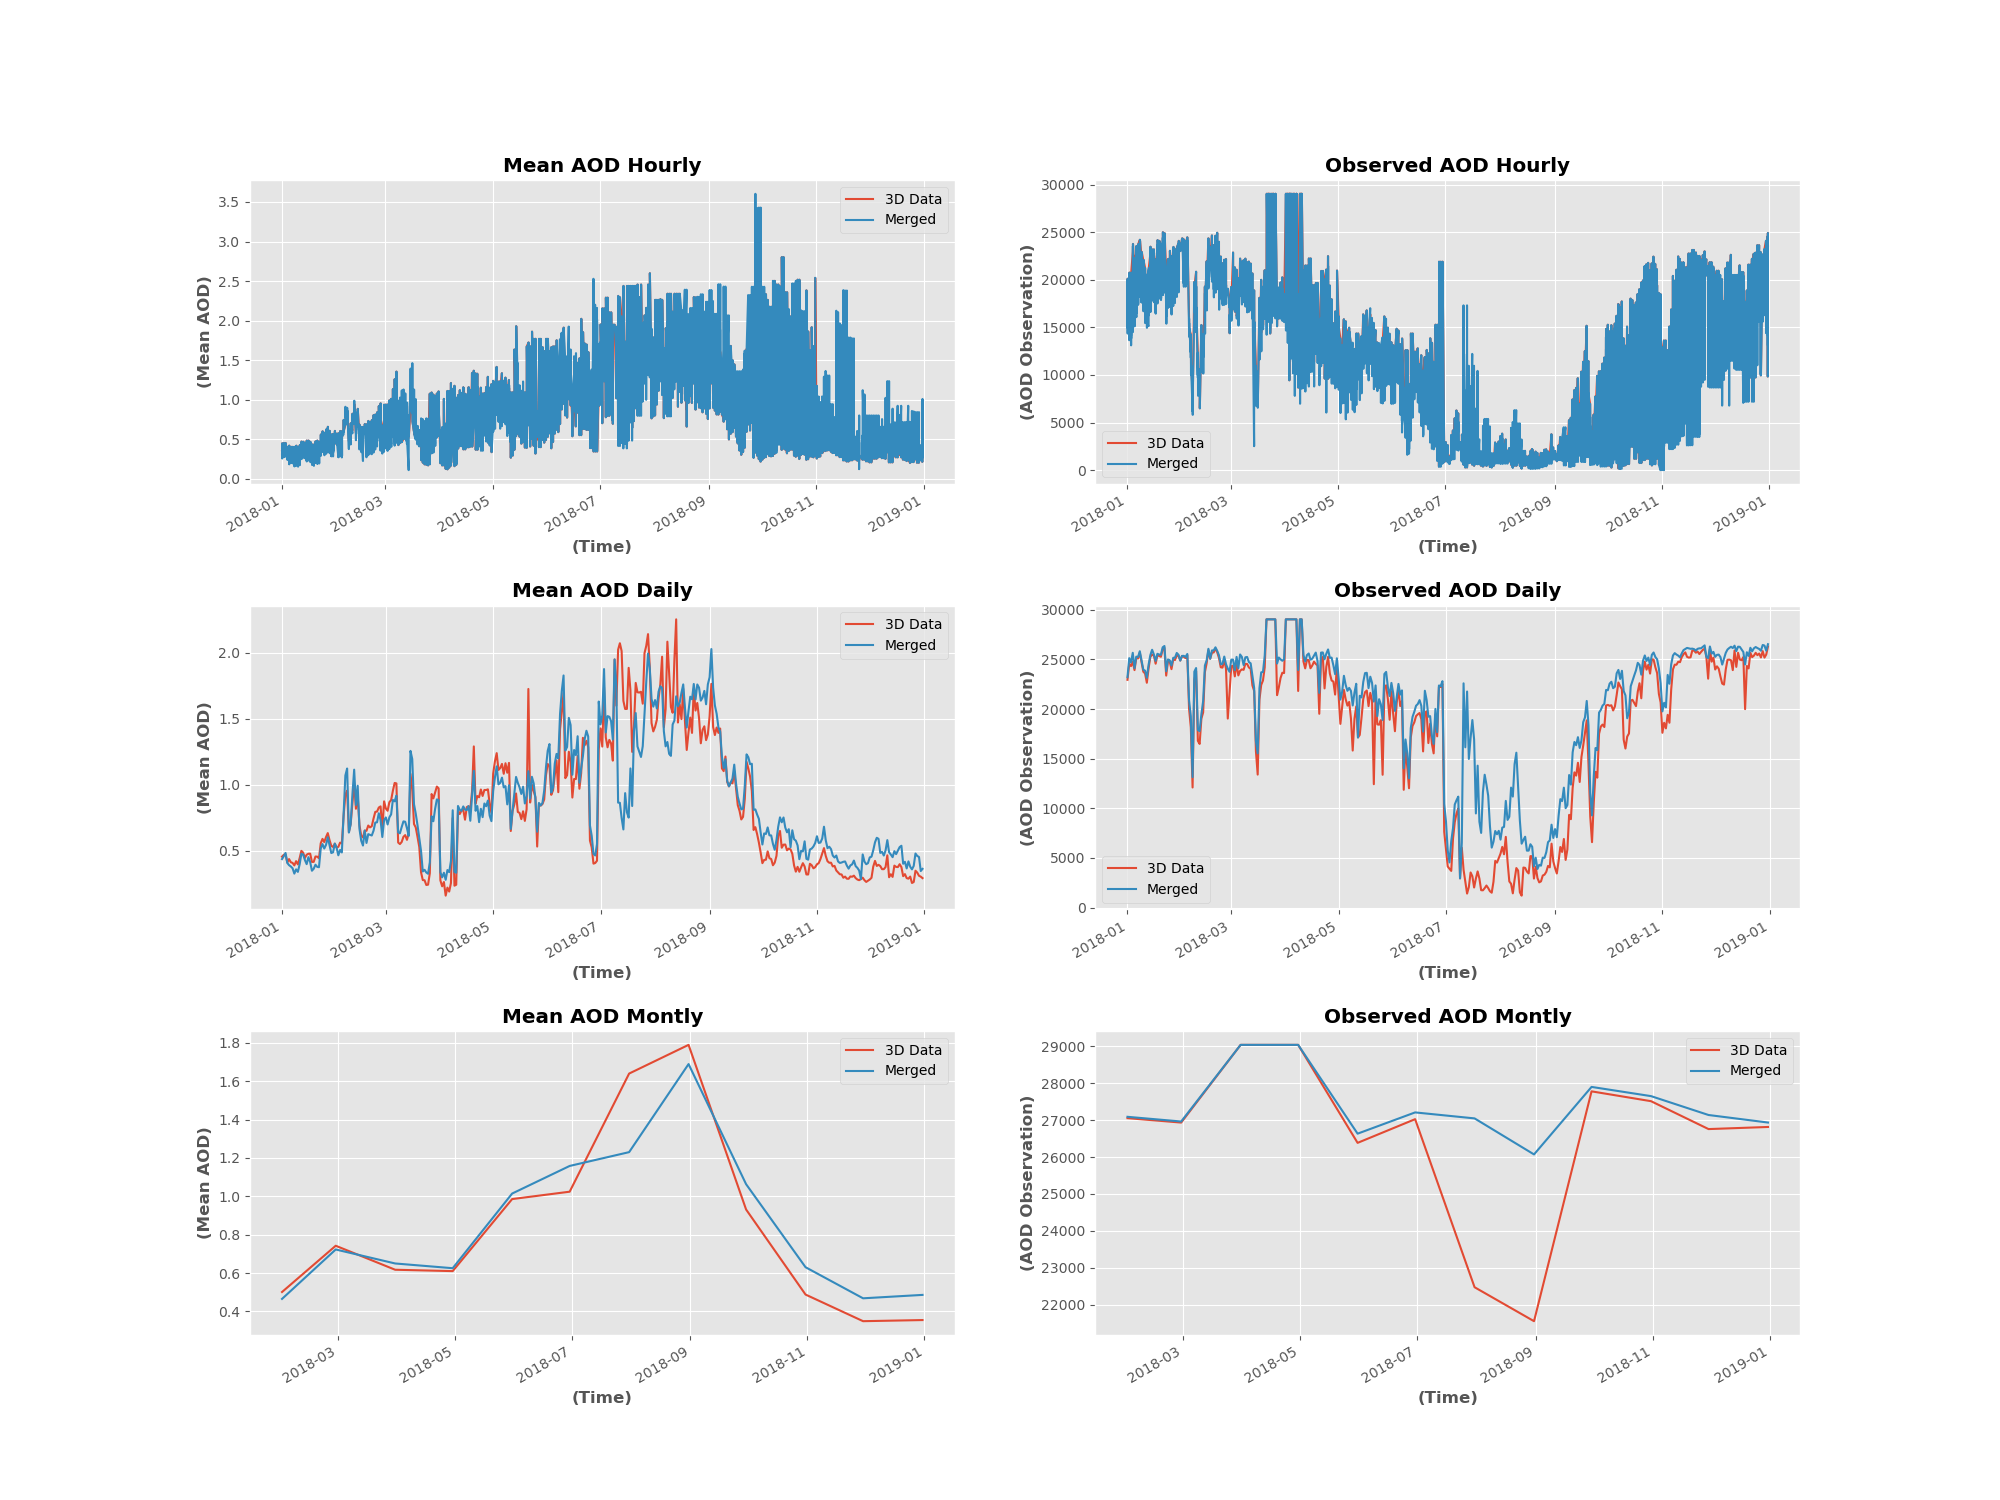 Mean AOD Hourly
3.5
3.0
2.5
2.0
1.5
1.0
0.5
0.0
(Mean AOD)
3D Data
Merged
2018-01
2018-03
2018-05
2018-07
2018-09
2018-11
2019-01
(Time)
Observed AOD Hourly
30000
25000
20000
15000
10000
5000
0
(AOD Observation)
3D Data
Merged
2018-01
2018-03
2018-05
2018-07
2018-09
2018-11
2019-01
(Time)
Mean AOD Daily
2.0
1.5
1.0
0.5
(Mean AOD)
3D Data
Merged
2018-01
2018-03
2018-05
2018-07
2018-09
2018-11
2019-01
(Time)
Observed AOD Daily
30000
25000
20000
15000
10000
5000
0
(AOD Observation)
3D Data
Merged
2018-01
2018-03
2018-05
2018-07
2018-09
2018-11
2019-01
(Time)
Mean AOD Montly
1.8
1.6
1.4
1.2
1.0
0.8
0.6
0.4
(Mean AOD)
3D Data
Merged
2018-03
2018-05
2018-07
2018-09
2018-11
2019-01
(Time)
Observed AOD Montly
29000
28000
27000
26000
25000
24000
23000
22000
(AOD Observation)
3D Data
Merged
2018-03
2018-05
2018-07
2018-09
2018-11
2019-01
(Time)